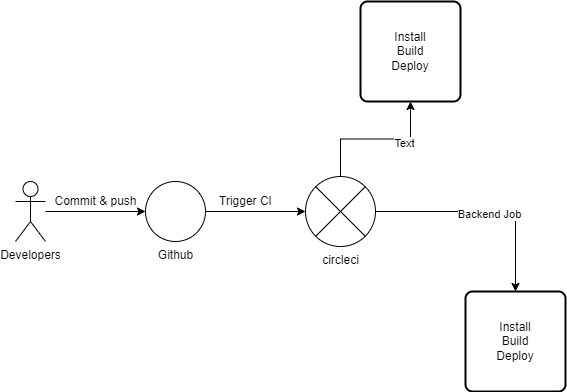 Install
Build
Deploy
Text
Commit & push
Trigger CI
Backend Job
Developers
Github
circleci
Install
Build
Deploy